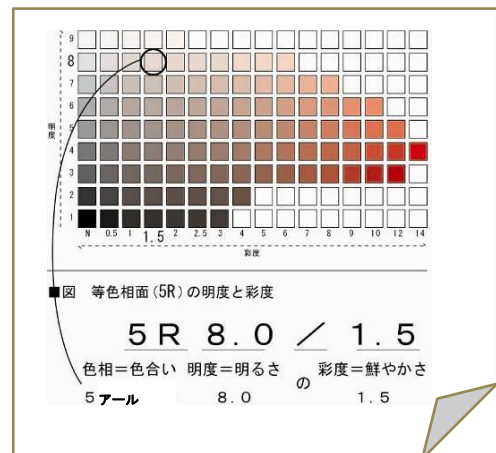 9
8
7
6
5
4
3
2
1
明度
N 0.5 1 1.5 2 2.5 3 4 5 6 7 8 9 10 12 14
彩度
■図 等色相面(5R)の明度と彩度
5R 8.0 / 1.5
色相=色合い 明度=明るさ の 彩度=鮮やかさ
5アール 8.0 1.5